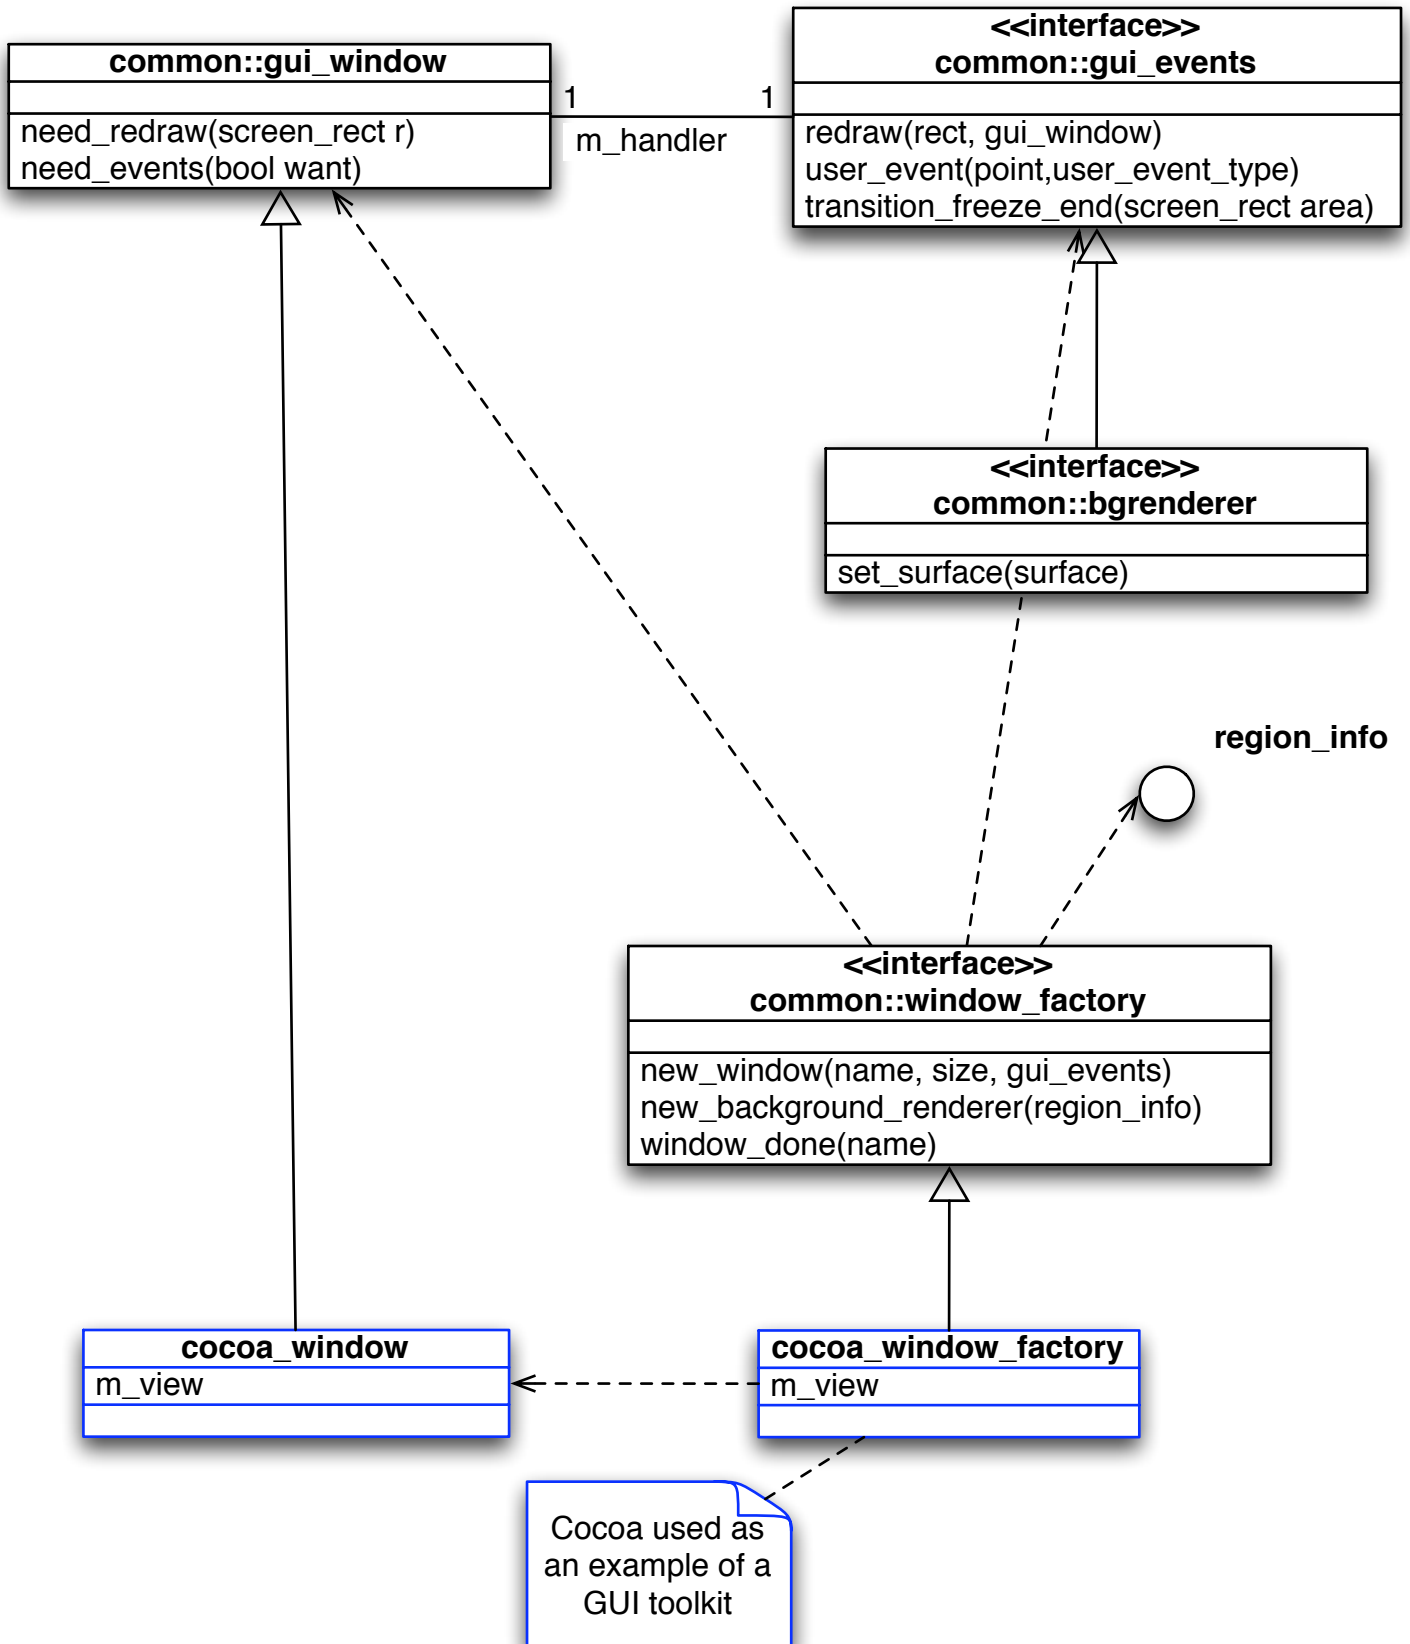 common::gui_window
need_redraw(screen_rect r)
need_events(bool want)
1
1
m_handler
<<interface>>
common::gui_events
redraw(rect, gui_window)
user_event(point,user_event_type)
transition_freeze_end(screen_rect area)
<<interface>>
common::bgrenderer
set_surface(surface)
region_info
<<interface>>
common::window_factory
new_window(name, size, gui_events)
new_background_renderer(region_info)
window_done(name)
cocoa_window
m_view
cocoa_window_factory
m_view
Cocoa used as
an example of a
GUI toolkit